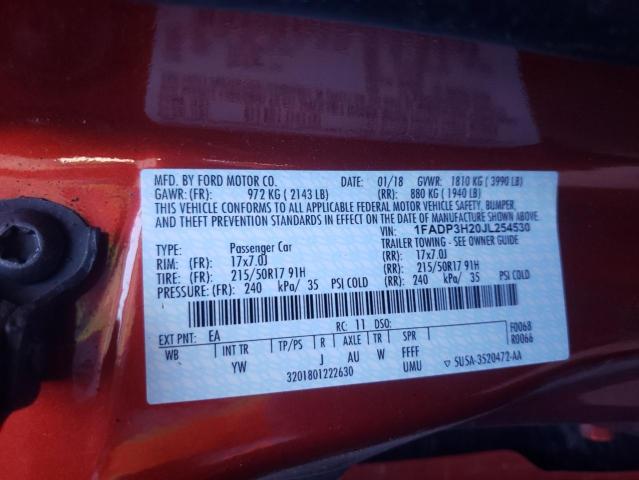 MFD. BY FORD MOTOR CO. DATE: 01/18 GVWR: 1810 KG ( 3990 LB)
GAWR: (FR): 972 KG ( 2143 LB) (RR): 880 KG ( 1940 LB)
THIS VEHICLE CONFORMS TO ALL APPLICABLE FEDERAL MOTOR VEHICLE SAFETY, BUMPER,
AND THEFT PREVENTION STANDARDS IN EFFECT ON THE DATE OF MANUFACTURE SHOWN ABOVE.
VIN: 1FADP3H20JL254530
TYPE: Passenger Car TRAILER TOWING - SEE OWNER MANUAL
RIM: (FR) 17x7.0J (RR): 17x7.0J
TIRE: (FR) 215/50R17 91H (RR): 215/50R17 91H
PRESSURE: (FR): 240 kPa/ 35 PSI COLD (RR): 240 kPa/ 35 PSI COLD
EXT PNT: EA RC: 11 DSO: F0068
WB INT TR TP/PS R AXLE TR SPR R0066
YW J AU W FFFF
UMU
3201801222630 ▽ SU5A-3520472-AA